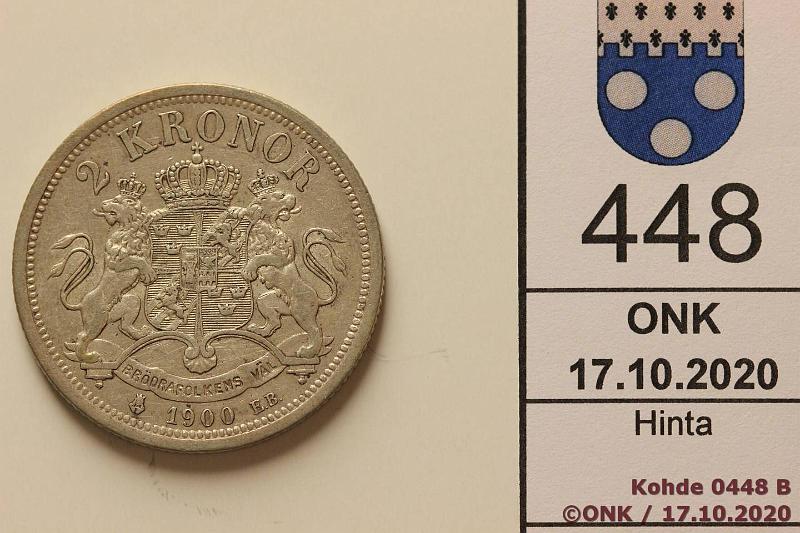 2 KRONOR
BRÖDRAFOLKENS VÄL
1900 E.B.
448
ONK
17.10.2020
Hinta
Kohde 0448 B
©ONK / 17.10.2020